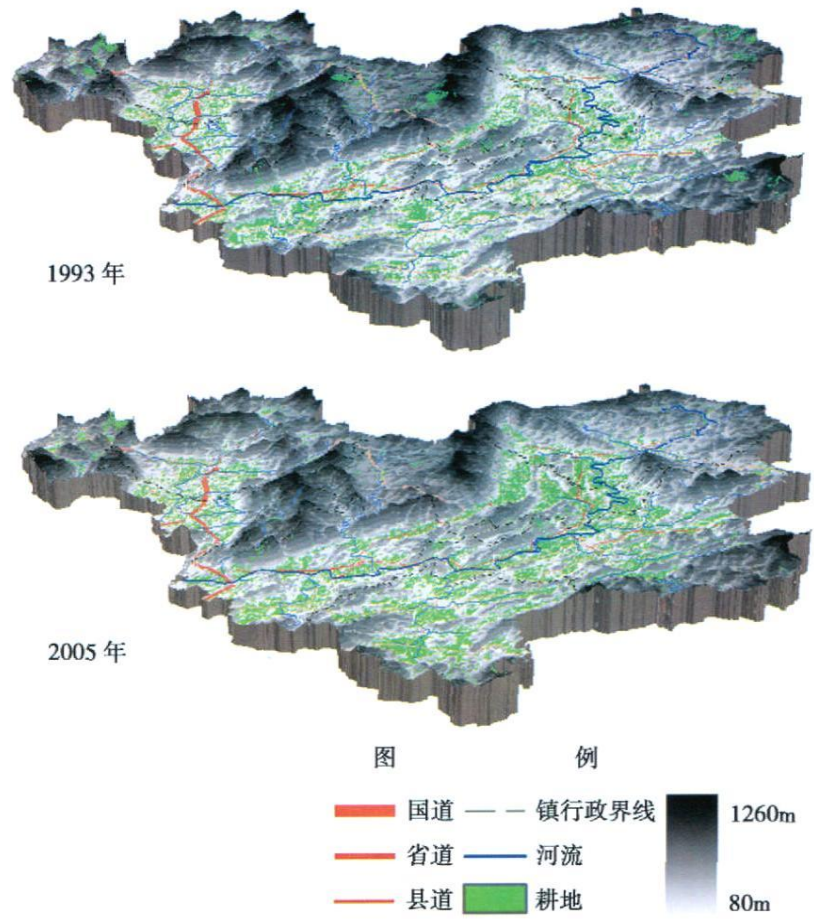 1993 年
2005 年
图 例
国道 镇行政界线 1260m
省道 河流
县道 耕地 80m